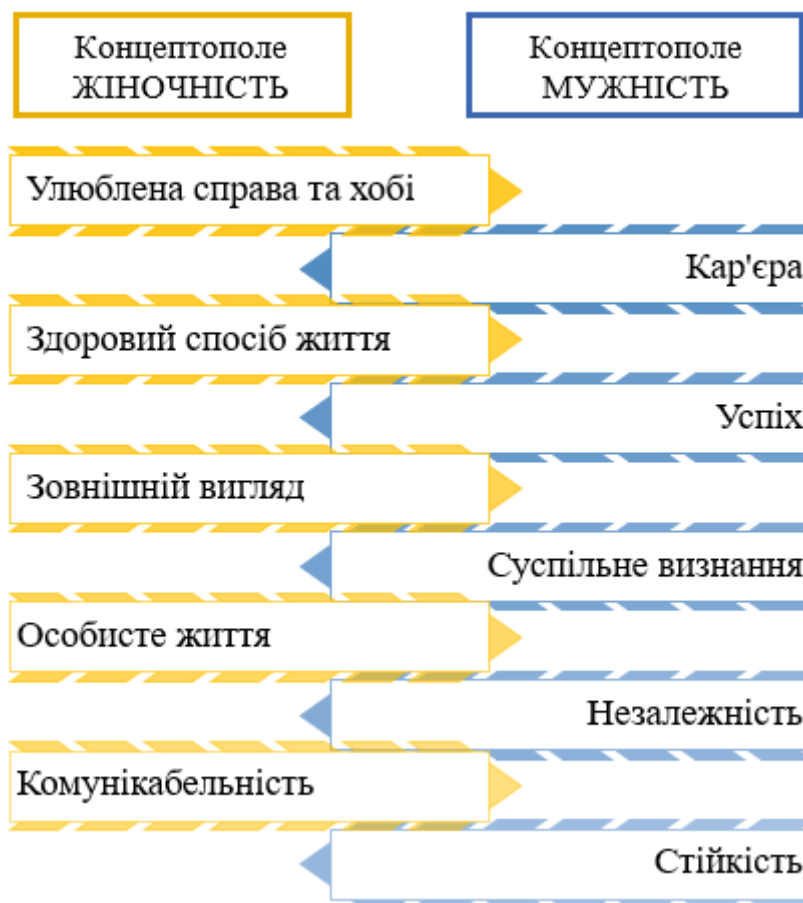 Концептополе
ЖІНОЧНІСТЬ
Концептополе
МУЖНІСТЬ
Улюблена справа та хобі
Кар'єра
Здоровий спосіб життя
Успіх
Зовнішній вигляд
Суспільне визнання
Особисте життя
Незалежність
Комунікабельність
Стійкість